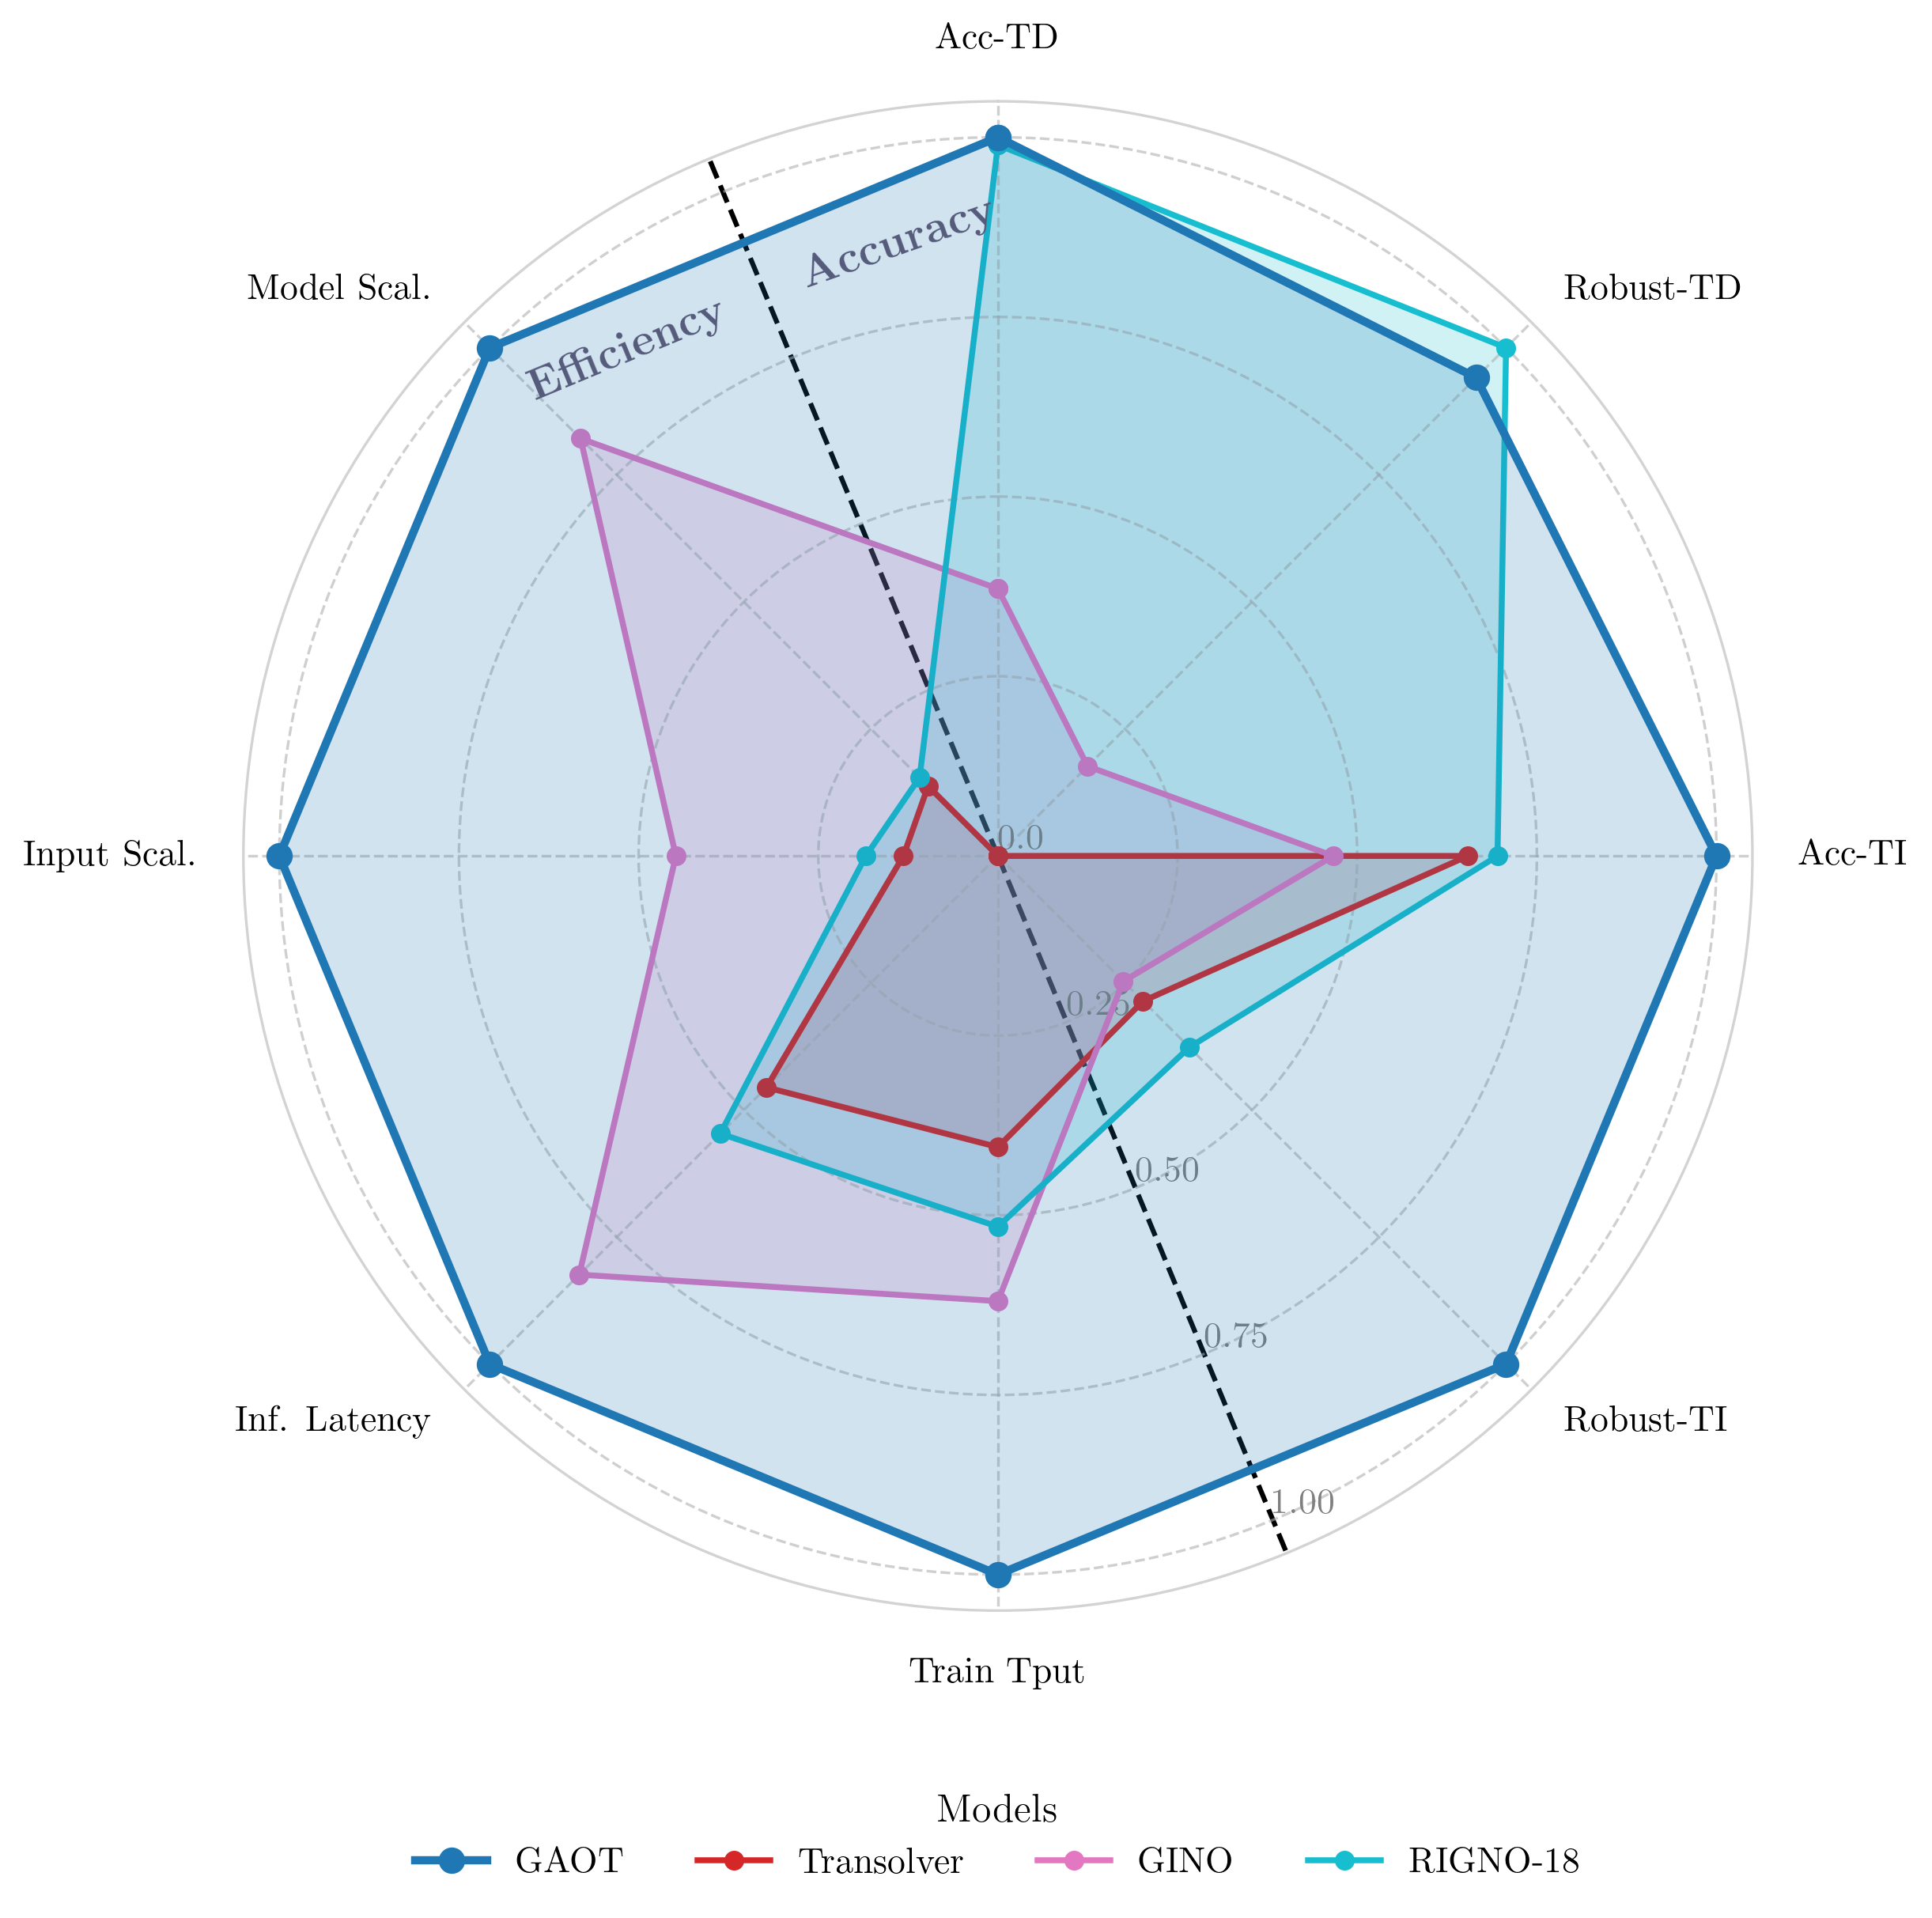 Acc-TD
Model Scal.
Robust-TD
Accuracy
Efficiency
0.0
Input Scal.
Acc-TI
0.25
0.50
0.75
Inf. Latency
Robust-TI
1.00
Train Tput
Models
GAOT Transolver GINO RIGNO-18